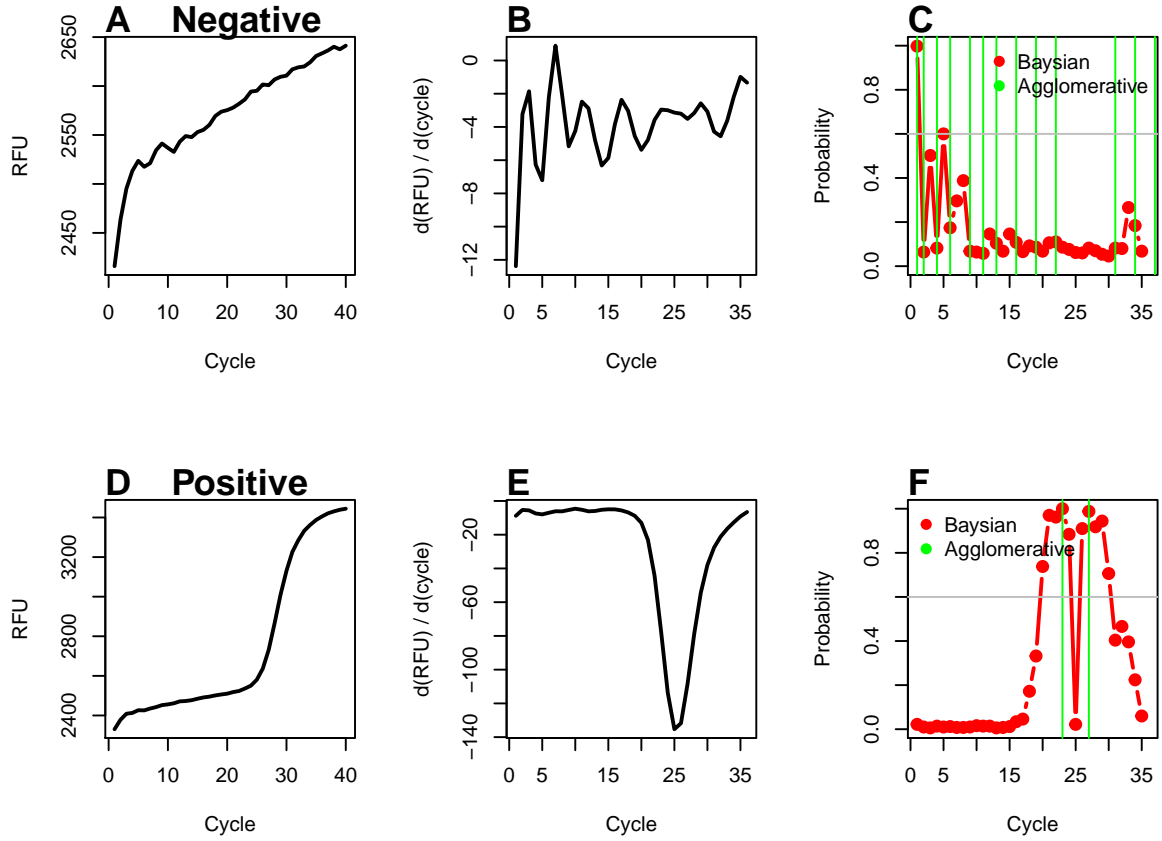 A Negative
RFU
2450 2550 2650
0 10 20 30 40
Cycle
B
d(RFU) / d(cycle)
−12 −8 −4 0
0 5 15 25 35
Cycle
C
Probability
0.0 0.4 0.8
Baysian
Agglomerative
0 5 15 25 35
Cycle
D Positive
RFU
2400 2800 3200
0 10 20 30 40
Cycle
E
d(RFU) / d(cycle)
−140 −100 −60 −20
0 5 15 25 35
Cycle
F
Probability
0.0 0.4 0.8
Baysian
Agglomerative
0 5 15 25 35
Cycle